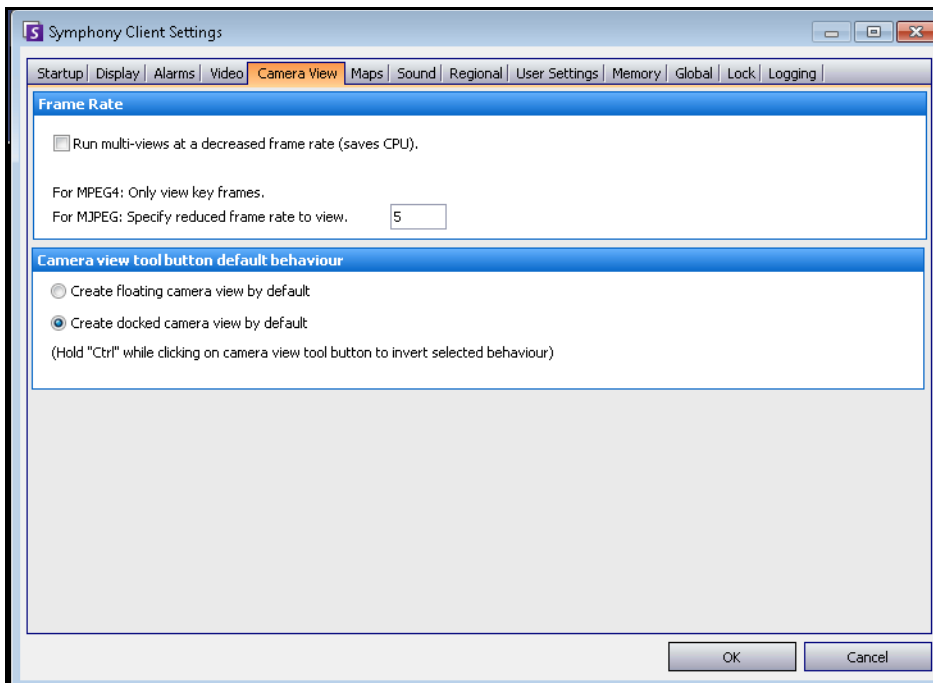 Symphony Client Settings
Startup Display Alarms Video Camera View Maps Sound Regional User Settings Memory Global Lock Logging
Frame Rate
Run multi-views at a decreased frame rate (saves CPU).
For MPEG4: Only view key frames.
For MJPEG: Specify reduced frame rate to view. 5
Camera view tool button default behaviour
Create floating camera view by default
Create docked camera view by default
(Hold "Ctrl" while clicking on camera view tool button to invert selected behaviour)
OK Cancel